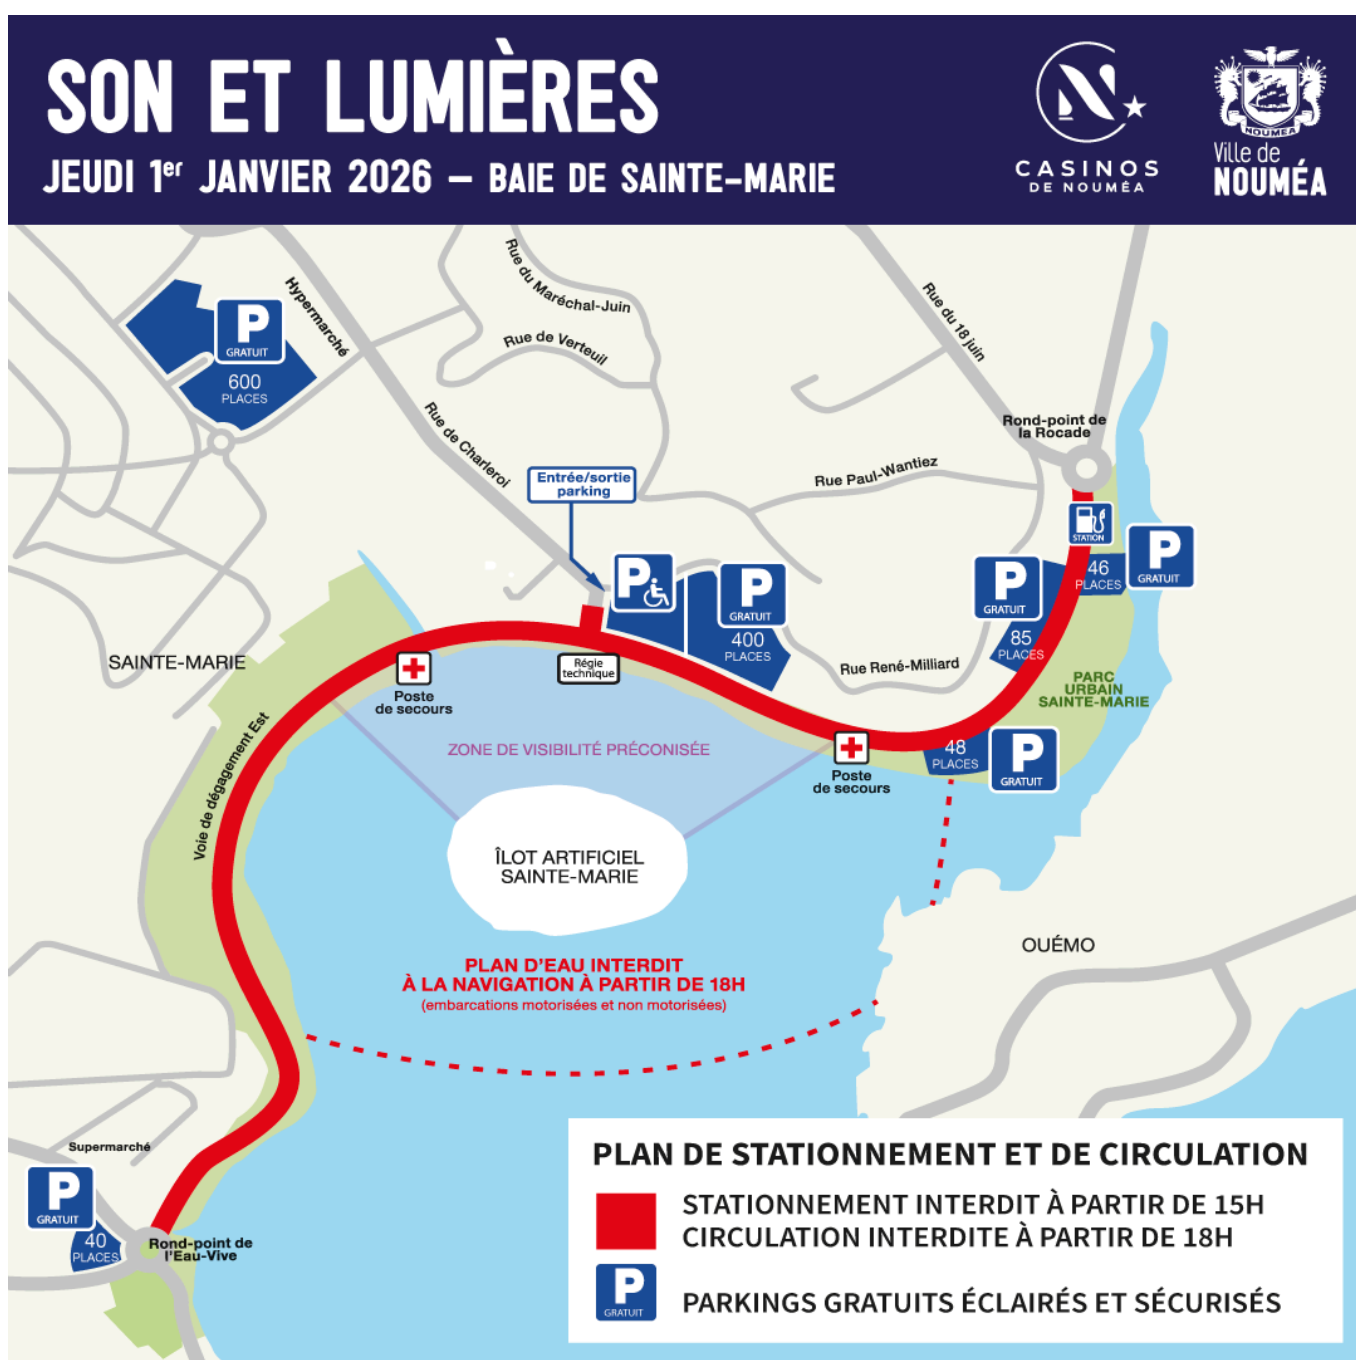 SON ET LUMIÈRES
JEUDI 1er JANVIER 2026 – BAIE DE SAINTE-MARIE
CASINOS
DE NOUMÉA
NOUMEA
Ville de
NOUMÉA
Hypermarché
P
GRATUIT
600
PLACES
Rue du Maréchal-Juin
Rue de Verteuil
Rue du 18 juin
Rue de Charleroi
Rond-point de
la Rocade
Rue Paul-Wantiez
Entrée/sortie
parking
STATION
P
P
GRATUIT
400
PLACES
P
GRATUIT
85
PLACES
46
PLACES
P
GRATUIT
SAINTE-MARIE
Poste
de secours
Régie
technique
Rue René-Milliard
PARC
URBAIN
SAINTE-MARIE
Voie de dégagement Est
ZONE DE VISIBILITÉ PRÉCONISÉE
Poste
de secours
48
PLACES
P
GRATUIT
ÎLOT ARTIFICIEL
SAINTE-MARIE
OUÉMO
PLAN D'EAU INTERDIT
À LA NAVIGATION À PARTIR DE 18H
(embarcations motorisées et non motorisées)
Supermarché
P
GRATUIT
40
PLACES
Rond-point de
l'Eau-Vive
PLAN DE STATIONNEMENT ET DE CIRCULATION
STATIONNEMENT INTERDIT À PARTIR DE 15H
CIRCULATION INTERDITE À PARTIR DE 18H
P
GRATUIT
PARKINGS GRATUITS ÉCLAIRÉS ET SÉCURISÉS